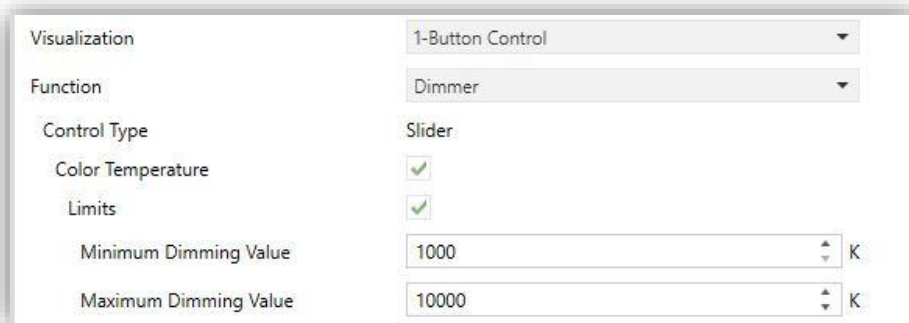 Visualization 1-Button Control
Function Dimmer
Control Type Slider
Color Temperature
Limits
Minimum Dimming Value 1000 K
Maximum Dimming Value 10000 K